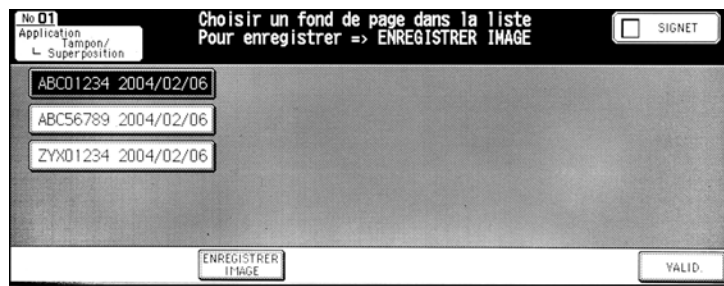 No 01
Application
Tampon/
Superposition
Choisir un fond de page dans la liste
Pour enregistrer => ENREGISTRER IMAGE
SIGNET
ABC01234 2004/02/06
ABC56789 2004/02/06
ZYX01234 2004/02/06
ENREGISTRER
IMAGE
VALID.